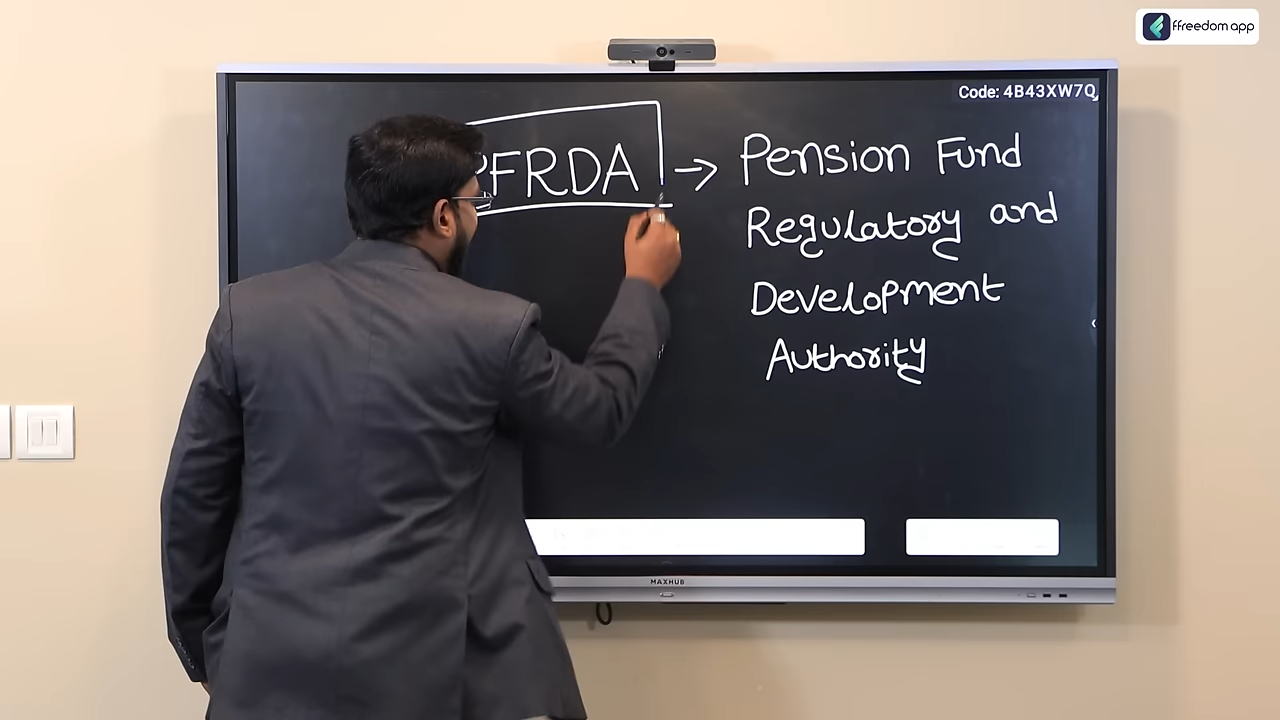 ffreedom app
Code: 4B43XW7Q
PFRDA → Pension Fund
Regulatory and
Development
Authority
MAXHUB